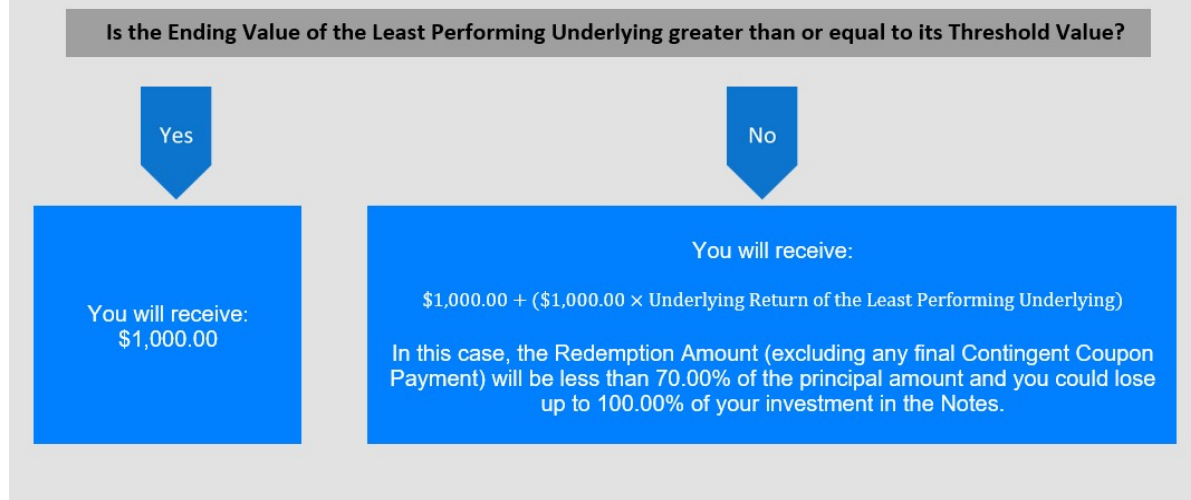 Is the Ending Value of the Least Performing Underlying greater than or equal to its Threshold Value?
Yes
No
You will receive:
$1,000.00
You will receive:
$1,000.00 + ($1,000.00 × Underlying Return of the Least Performing Underlying)
In this case, the Redemption Amount (excluding any final Contingent Coupon
Payment) will be less than 70.00% of the principal amount and you could lose
up to 100.00% of your investment in the Notes.